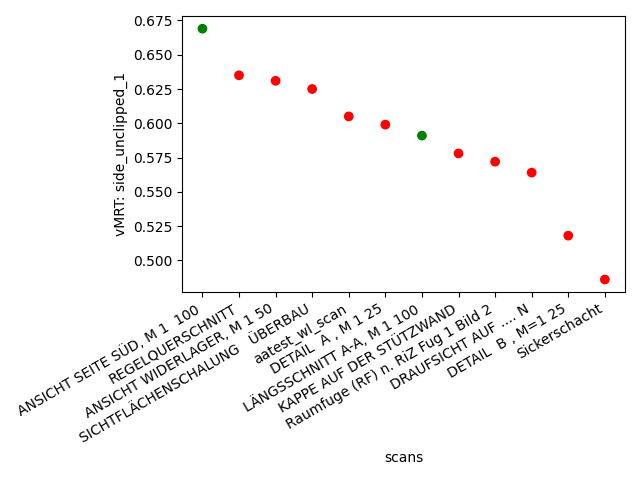 0.675
0.650
0.625
0.600
0.575
0.550
0.525
0.500
vMRT: side_unclipped_1
ANSICHT SEITE SÜD, M 1  100
REGELQUERSCHNITT
ANSICHT WIDERLAGER, M 1 50
SICHTFLÄCHENSCHALUNG   ÜBERBAU
aatest_wl_scan
DETAIL  A , M 1 25
LÄNGSSCHNITT A-A, M 1 100
KAPPE AUF DER STÜTZWAND
Raumfuge (RF) n. RiZ Fug 1 Bild 2
DRAUFSICHT AUF .... N
DETAIL  B , M=1 25
Sickerschacht
scans